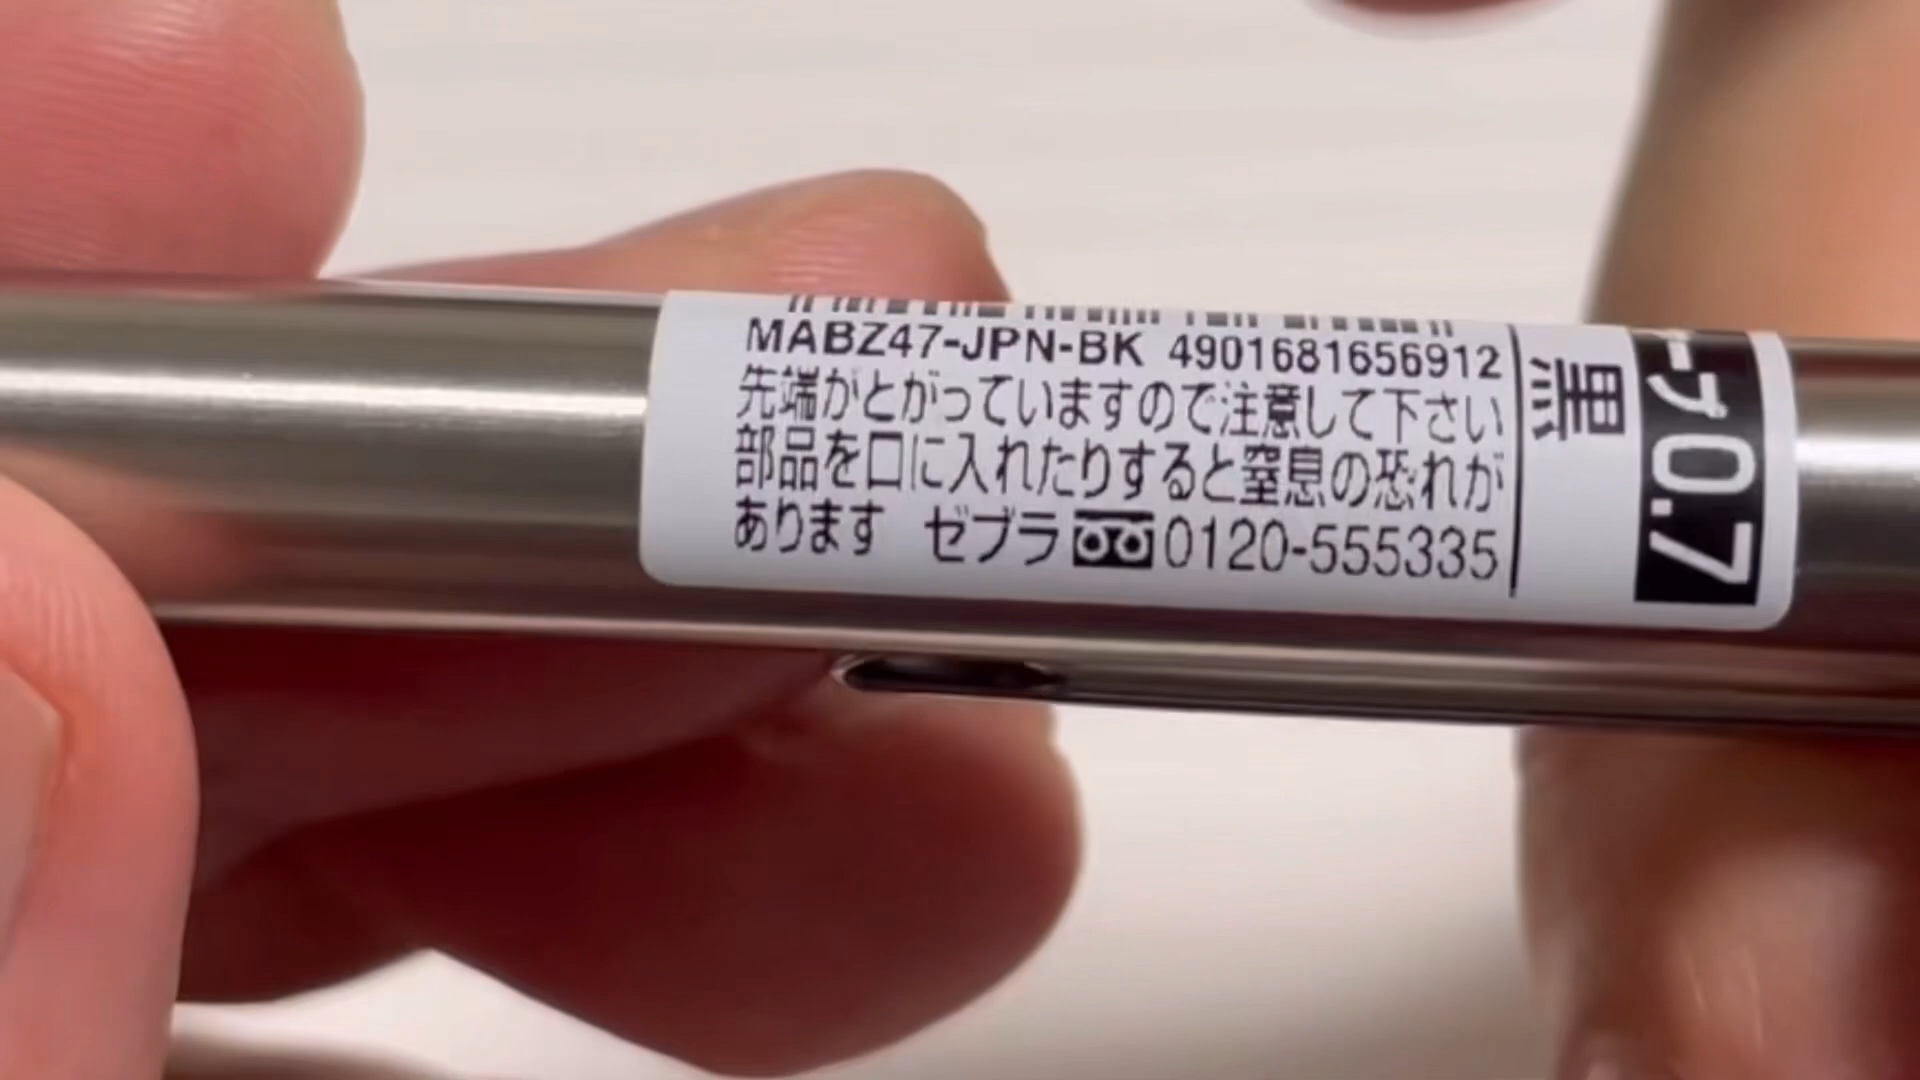 MABZ47-JPN-BK 4901681656912
先端がとがっていますので注意して下さい
部品を口に入れたりすると窒息の恐れが
あります ゼブラ 0120-555335
黒
ープ0.7